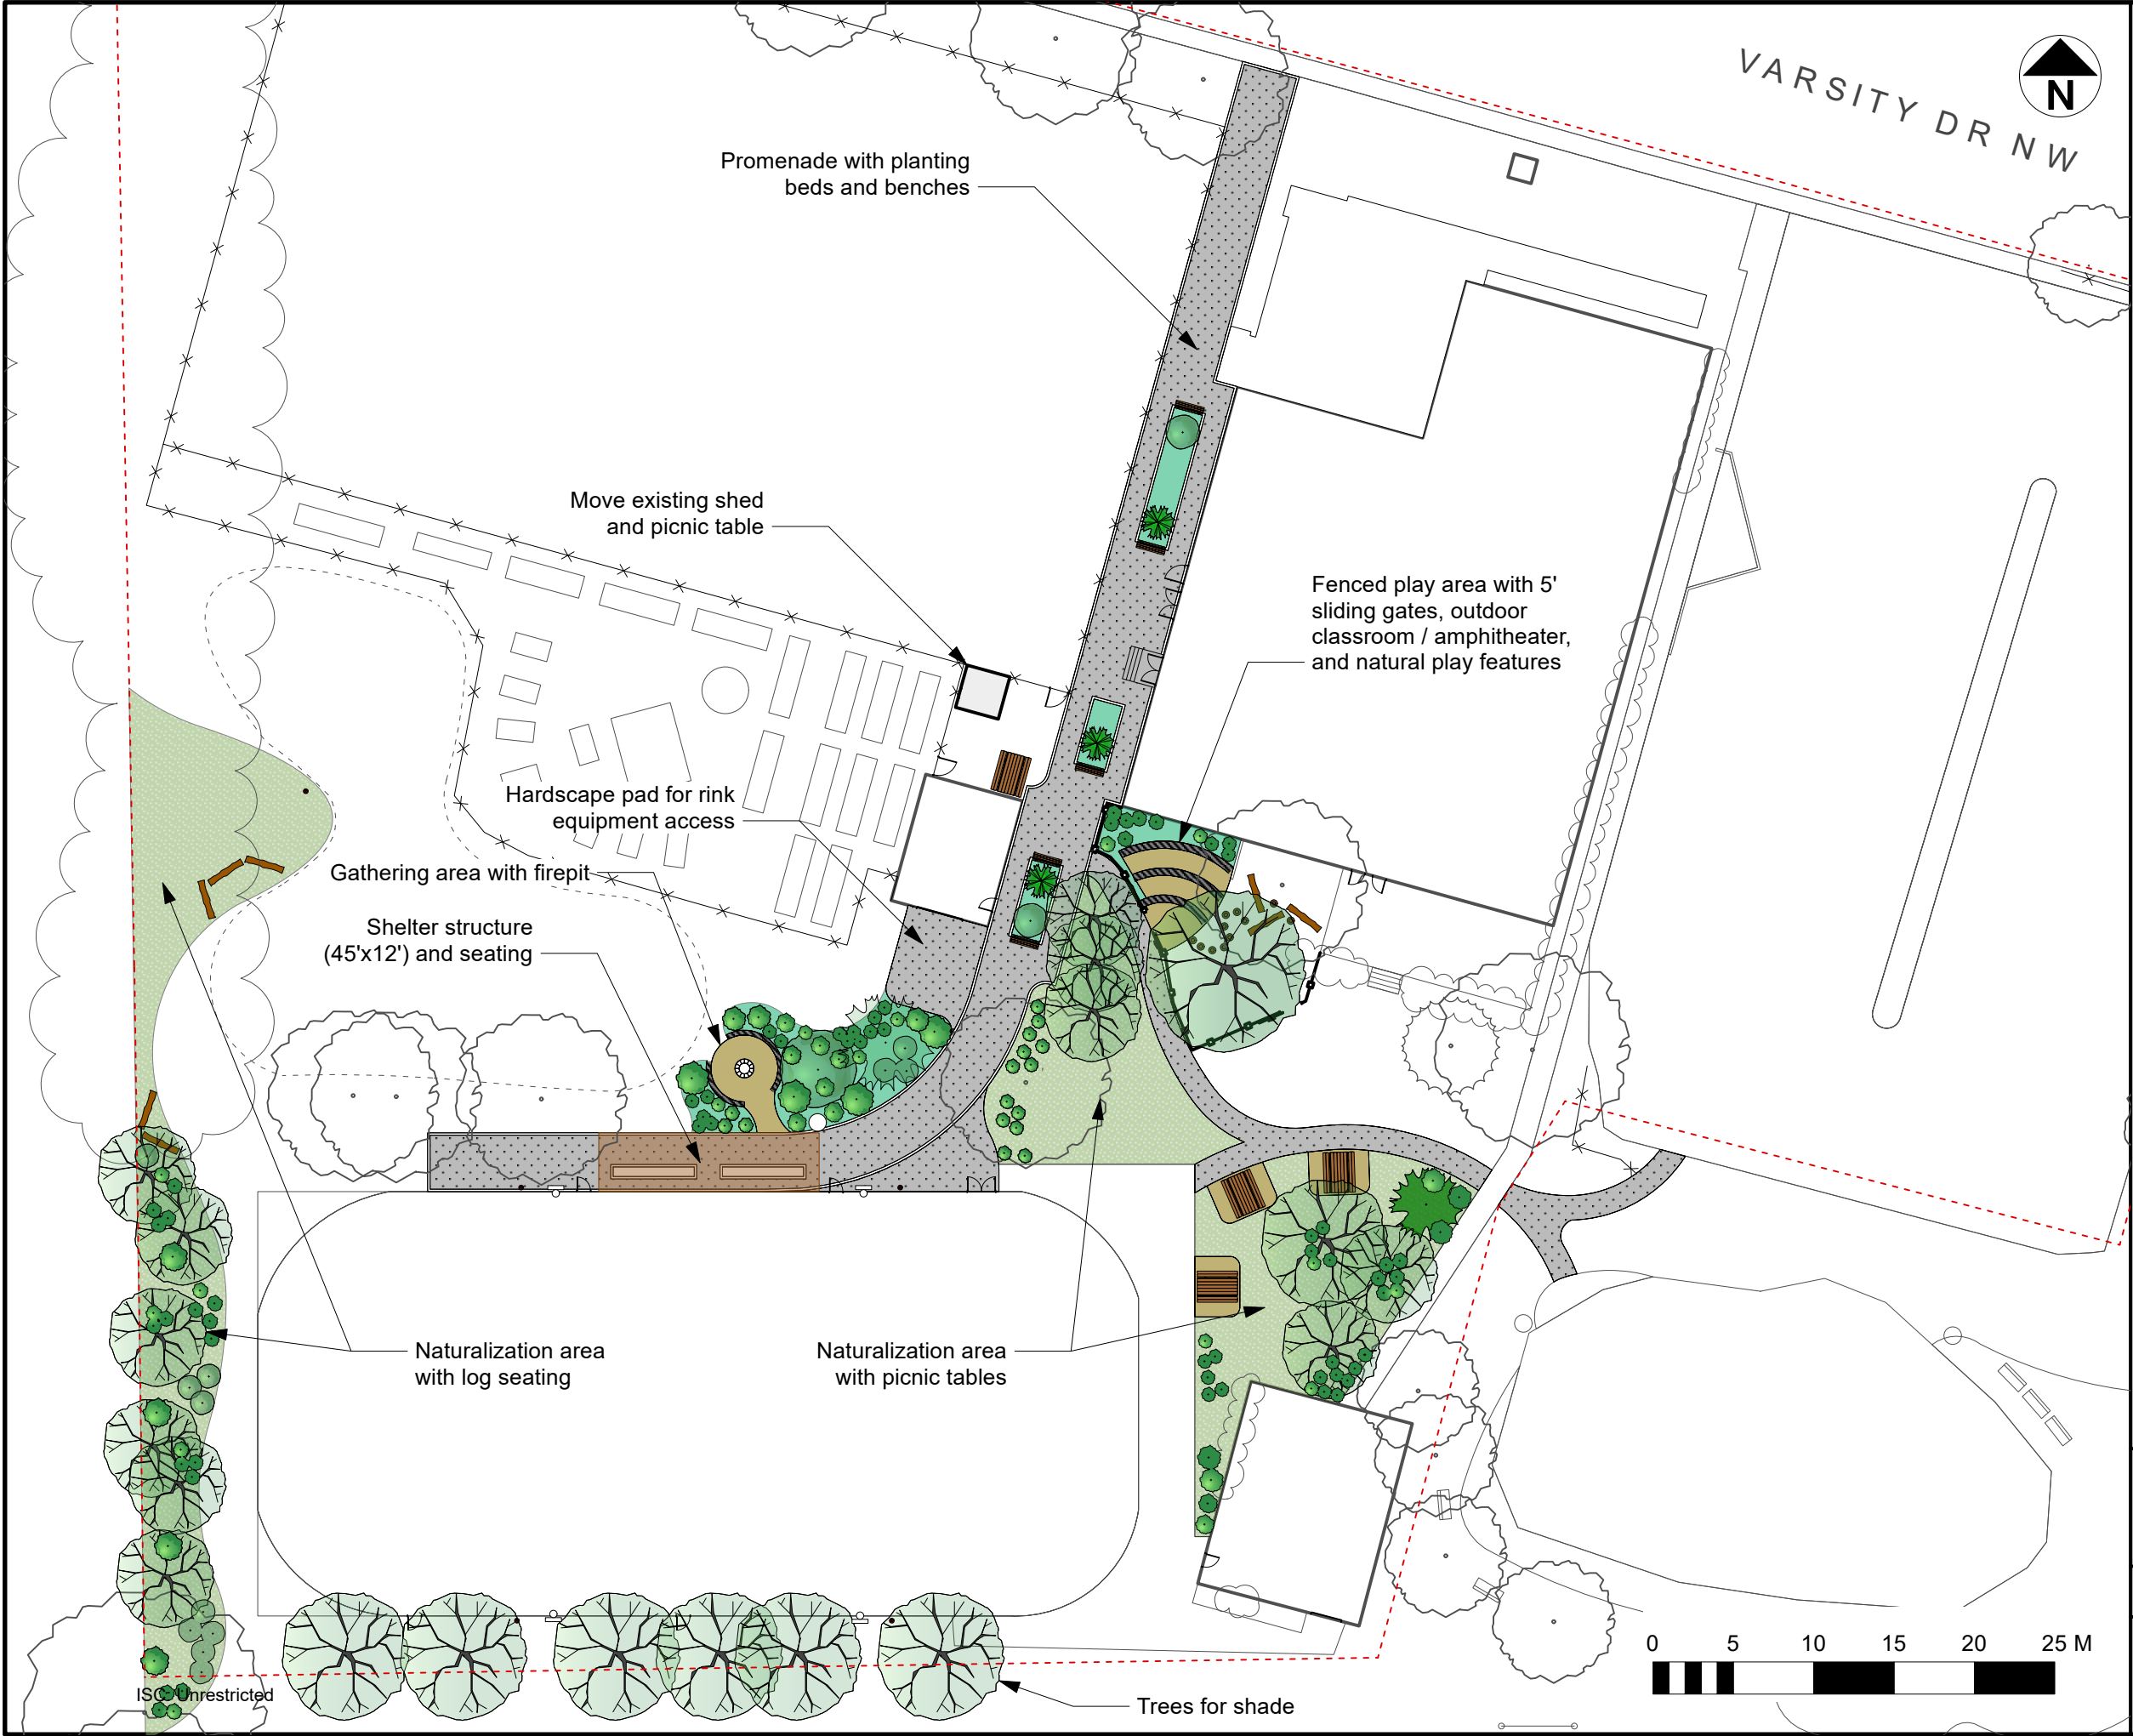 VARSITY DR NW
N
Promenade with planting
beds and benches
Move existing shed
and picnic table
Fenced play area with 5'
sliding gates, outdoor
classroom / amphitheater,
and natural play features
Hardscape pad for rink
equipment access
Gathering area with firepit
Shelter structure
(45'x12') and seating
Naturalization area
with log seating
Naturalization area
with picnic tables
0 5 10 15 20 25 M
ISC: Unrestricted
Trees for shade